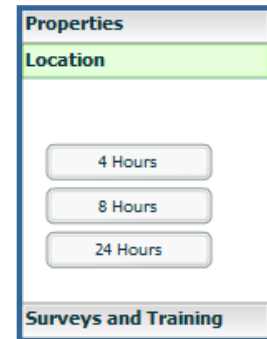 Properties
Location
4 Hours
8 Hours
24 Hours
Surveys and Training